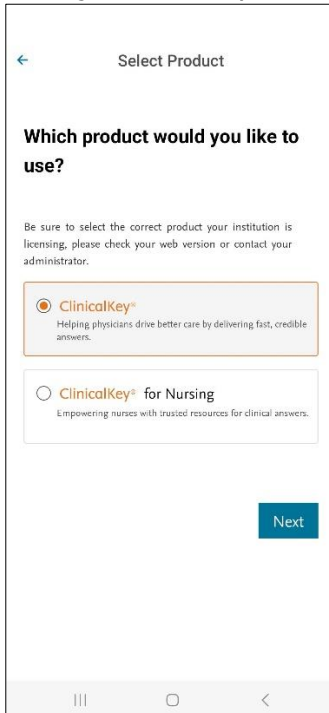 Select Product
Which product would you like to
use?
Be sure to select the correct product your institution is
licensing, please check your web version or contact your
administrator.
ClinicalKey®
Helping physicians drive better care by delivering fast, credible
answers.
ClinicalKey® for Nursing
Empowering nurses with trusted resources for clinical answers.
Next